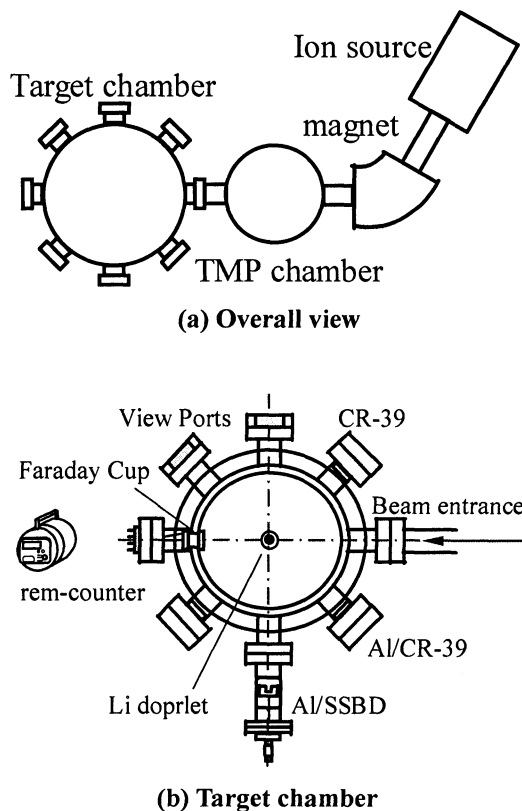 Ion source
Target chamber
magnet
TMP chamber
(a) Overall view
View Ports
CR-39
Faraday Cup
Beam entrance
rem-counter
Al/CR-39
Li doprlet
Al/SSBD
(b) Target chamber